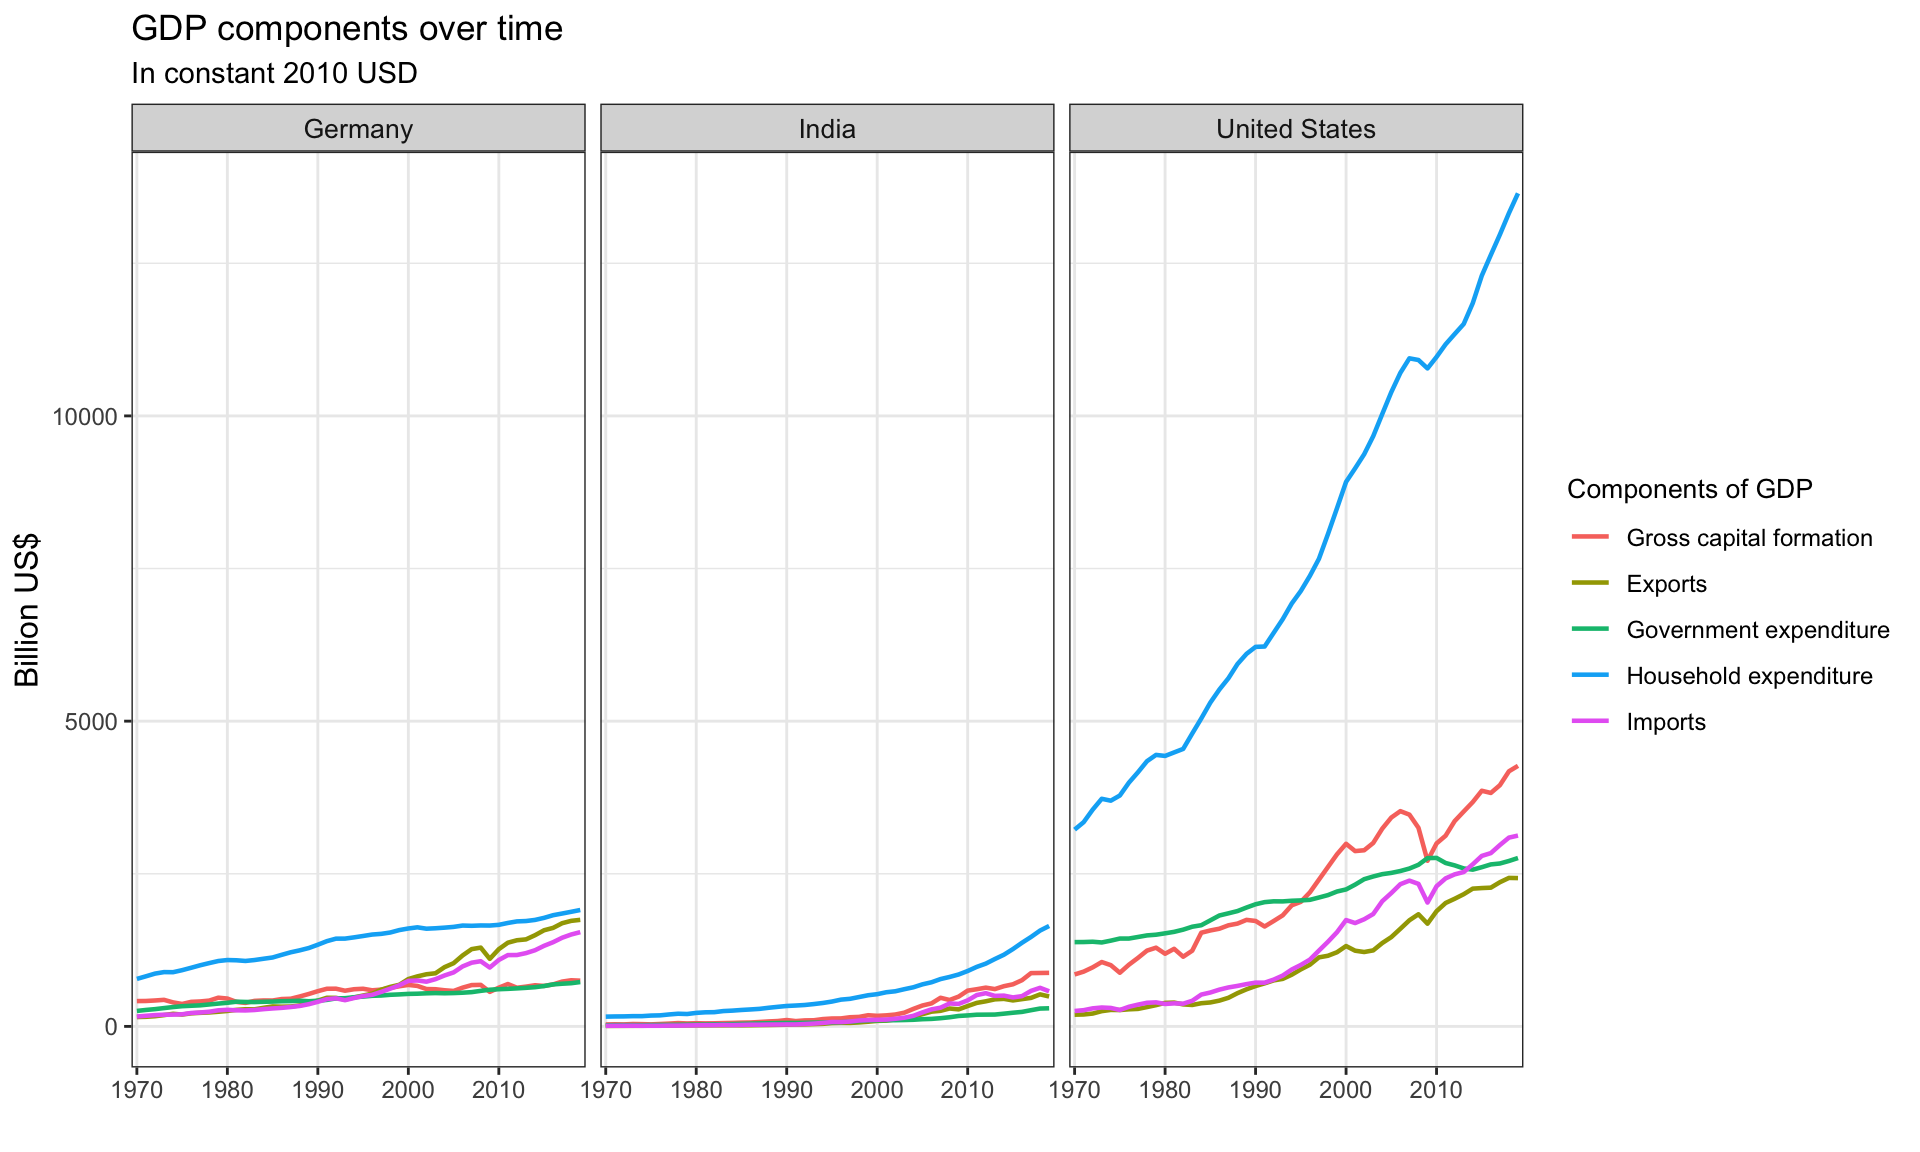 GDP components over time
In constant 2010 USD
Germany
India
United States
Billion US$
10000
5000
0
1970 1980 1990 2000 2010
1970 1980 1990 2000 2010
1970 1980 1990 2000 2010
Components of GDP
Gross capital formation
Exports
Government expenditure
Household expenditure
Imports